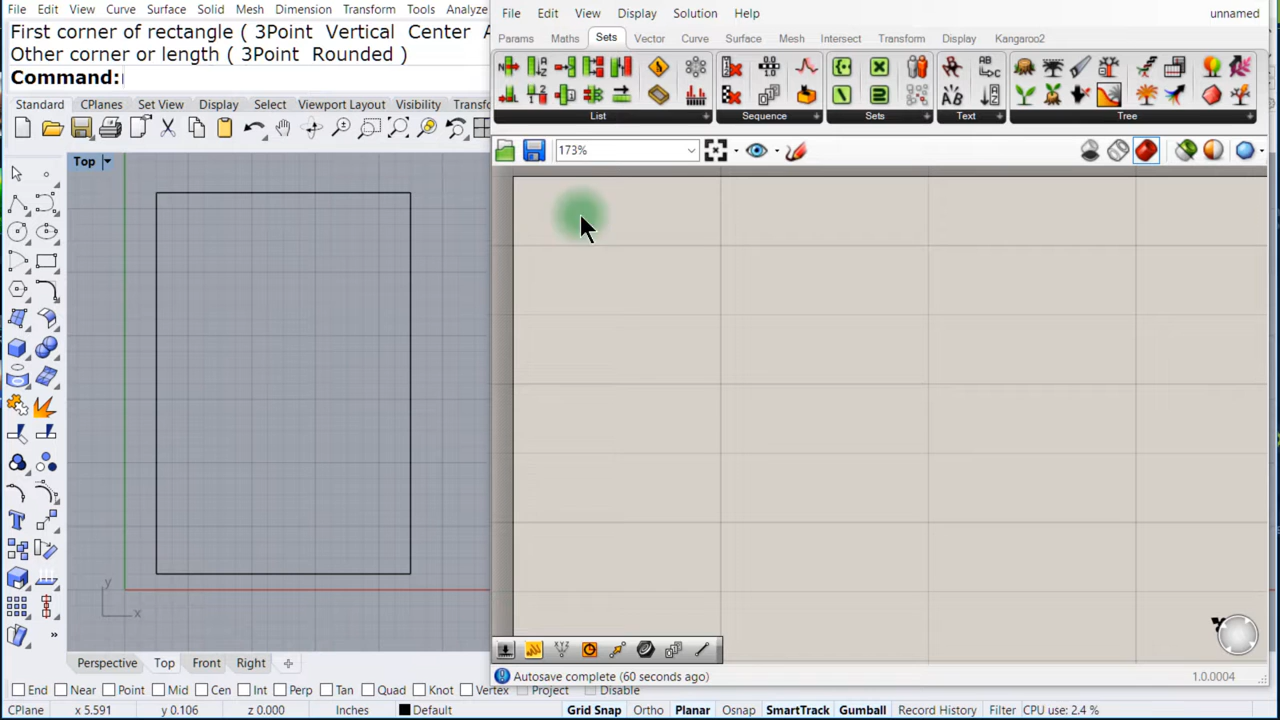 File Edit View Curve Surface Solid Mesh Dimension Transform Tools Analyze
First corner of rectangle ( 3Point Vertical Center A
Other corner or length ( 3Point Rounded )
Command:
Standard CPlanes Set View Display Select Viewport Layout Visibility Transfo
Top
y
x
Perspective Top Front Right
End Near Point Mid Cen Int Perp Tan Quad Knot Vertex Project Disable
CPlane x 5.591 y 0.106 z 0.000 Inches Default Grid Snap Ortho Planar Osnap SmartTrack Gumball Record History Filter CPU use: 2.4 %
File Edit View Display Solution Help unnamed
Params Maths Sets Vector Curve Surface Mesh Intersect Transform Display Kangaroo2
List Sequence Sets Text Tree
173%
Autosave complete (60 seconds ago) 1.0.0004